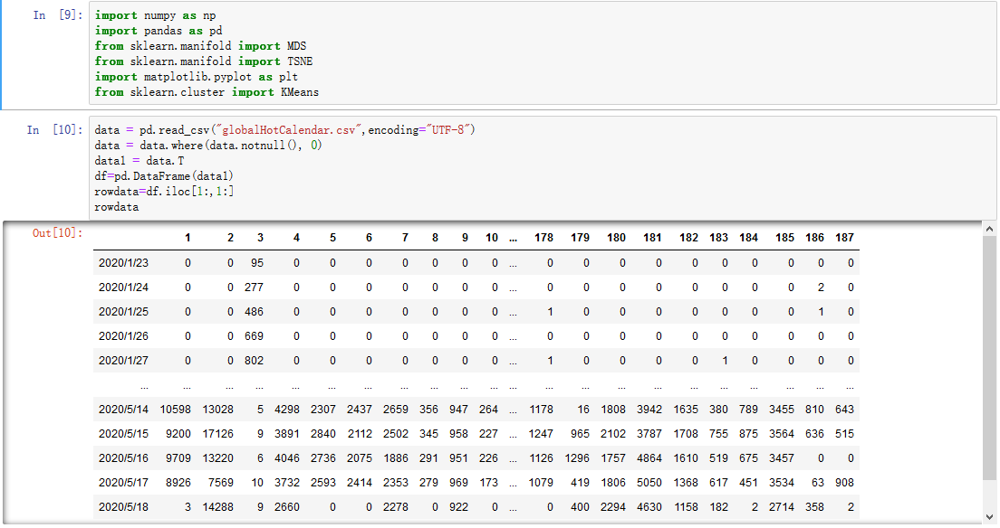 In [9]: import numpy as np
import pandas as pd
from sklearn.manifold import MDS
from sklearn.manifold import TSNE
import matplotlib.pyplot as plt
from sklearn.cluster import KMeans
In [10]: data = pd.read_csv("globalHotCalendar.csv",encoding="UTF-8")
data = data.where(data.notnull(), 0)
data1 = data.T
df=pd.DataFrame(data1)
rowdata=df.iloc[1:,1:]
rowdata
Out[10]: 1 2 3 4 5 6 7 8 9 10 ... 178 179 180 181 182 183 184 185 186 187
2020/1/23 0 0 95 0 0 0 0 0 0 0 ... 0 0 0 0 0 0 0 0 0 0
2020/1/24 0 0 277 0 0 0 0 0 0 0 ... 0 0 0 0 0 0 0 0 2 0
2020/1/25 0 0 486 0 0 0 0 0 0 0 ... 1 0 0 0 0 0 0 0 1 0
2020/1/26 0 0 669 0 0 0 0 0 0 0 ... 0 0 0 0 0 0 0 0 0 0
2020/1/27 0 0 802 0 0 0 0 0 0 0 ... 1 0 0 0 0 1 0 0 0 0
... ... ... ... ... ... ... ... ... ... ... ... ... ... ... ... ... ... ... ... ... ...
2020/5/14 10598 13028 5 4298 2307 2437 2659 356 947 264 ... 1178 16 1808 3942 1635 380 789 3455 810 643
2020/5/15 9200 17126 9 3891 2840 2112 2502 345 958 227 ... 1247 965 2102 3787 1708 755 875 3564 636 515
2020/5/16 9709 13220 6 4046 2736 2075 1886 291 951 226 ... 1126 1296 1757 4864 1610 519 675 3457 0 0
2020/5/17 8926 7569 10 3732 2593 2414 2353 279 969 173 ... 1079 419 1806 5050 1368 617 451 3534 63 908
2020/5/18 3 14288 9 2660 0 0 2278 0 922 0 ... 0 400 2294 4630 1158 182 2 2714 358 2